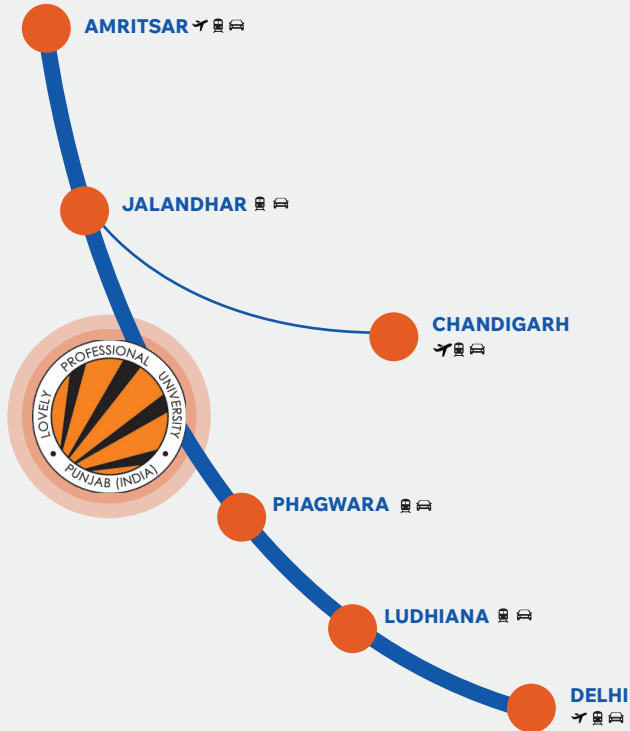 AMRITSAR
JALANDHAR
CHANDIGARH
LOVELY PROFESSIONAL UNIVERSITY
PUNJAB (INDIA)
PHAGWARA
LUDHIANA
DELHI